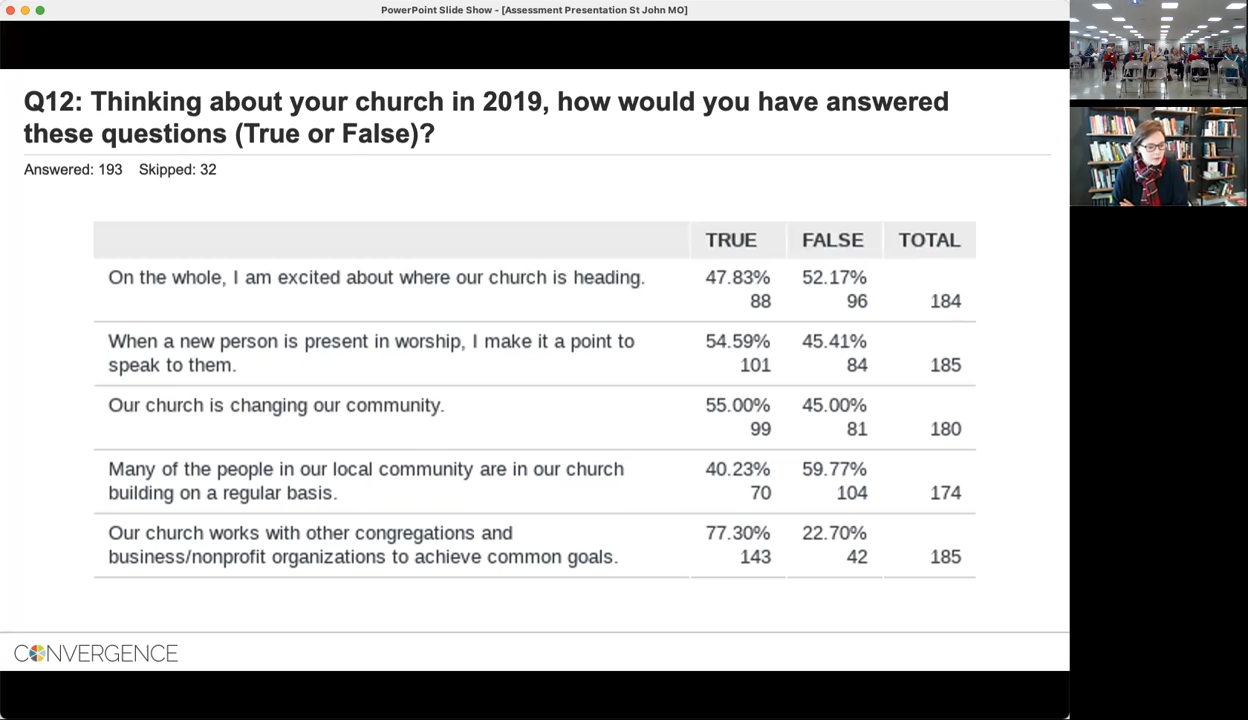 PowerPoint Slide Show - [Assessment Presentation St John MO]
Q12: Thinking about your church in 2019, how would you have answered
these questions (True or False)?
Answered: 193 Skipped: 32
TRUE FALSE TOTAL
On the whole, I am excited about where our church is heading. 47.83% 52.17%
88 96 184
When a new person is present in worship, I make it a point to 54.59% 45.41%
speak to them. 101 84 185
Our church is changing our community. 55.00% 45.00%
99 81 180
Many of the people in our local community are in our church 40.23% 59.77%
building on a regular basis. 70 104 174
Our church works with other congregations and 77.30% 22.70%
business/nonprofit organizations to achieve common goals. 143 42 185
CONVERGENCE